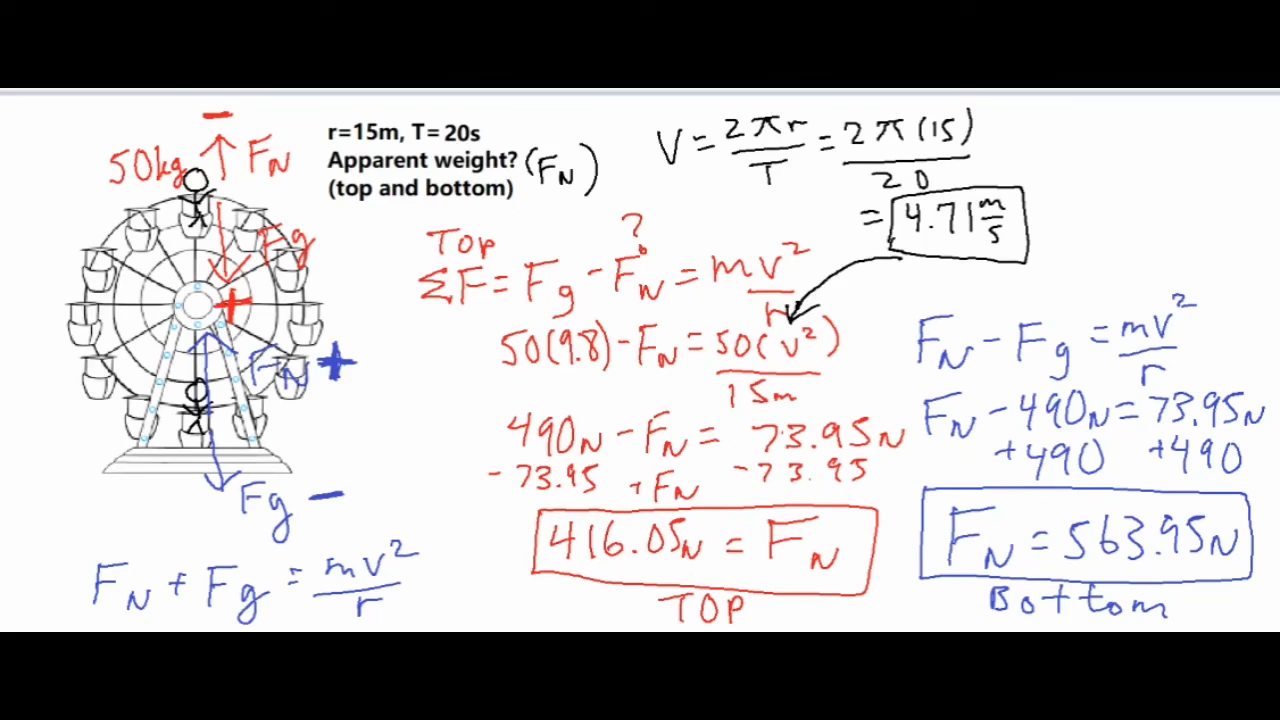 r=15m, T= 20s
Apparent weight? (F_N)
(top and bottom)
V = 2πr/T = 2π(15)/20
= 4.71 m/s
−
50kg
F_N
Fg
+
F_N +
Fg −
F_N + Fg = mv²/r
TOP
?
ΣF = Fg − F_N = mv²/r
50(9.8) − F_N = 50(v²)/15m
490N − F_N = 73.95N
-73.95 + F_N -73.95
416.05N = F_N
TOP
F_N − Fg = mv²/r
F_N − 490N = 73.95N
+490 +490
F_N = 563.95N
Bottom